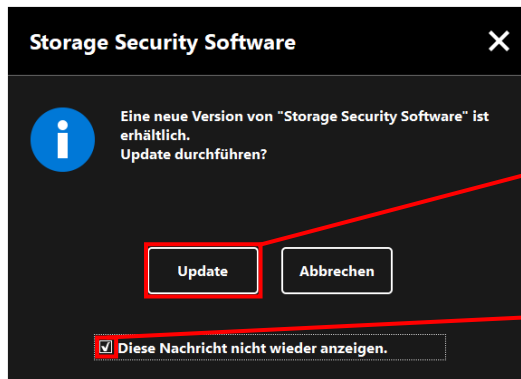 Storage Security Software
Eine neue Version von "Storage Security Software" ist
erhältlich.
Update durchführen?
Update
Abbrechen
Diese Nachricht nicht wieder anzeigen.